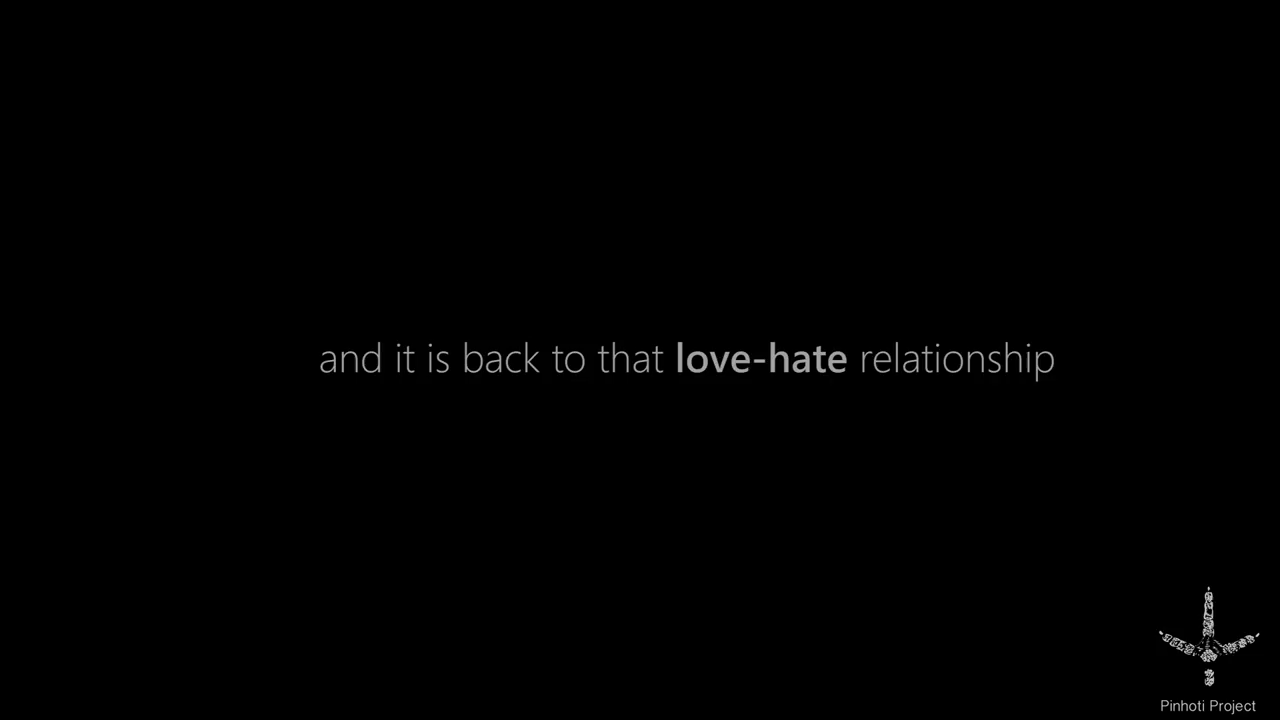 and it is back to that love-hate relationship
Pinhoti Project